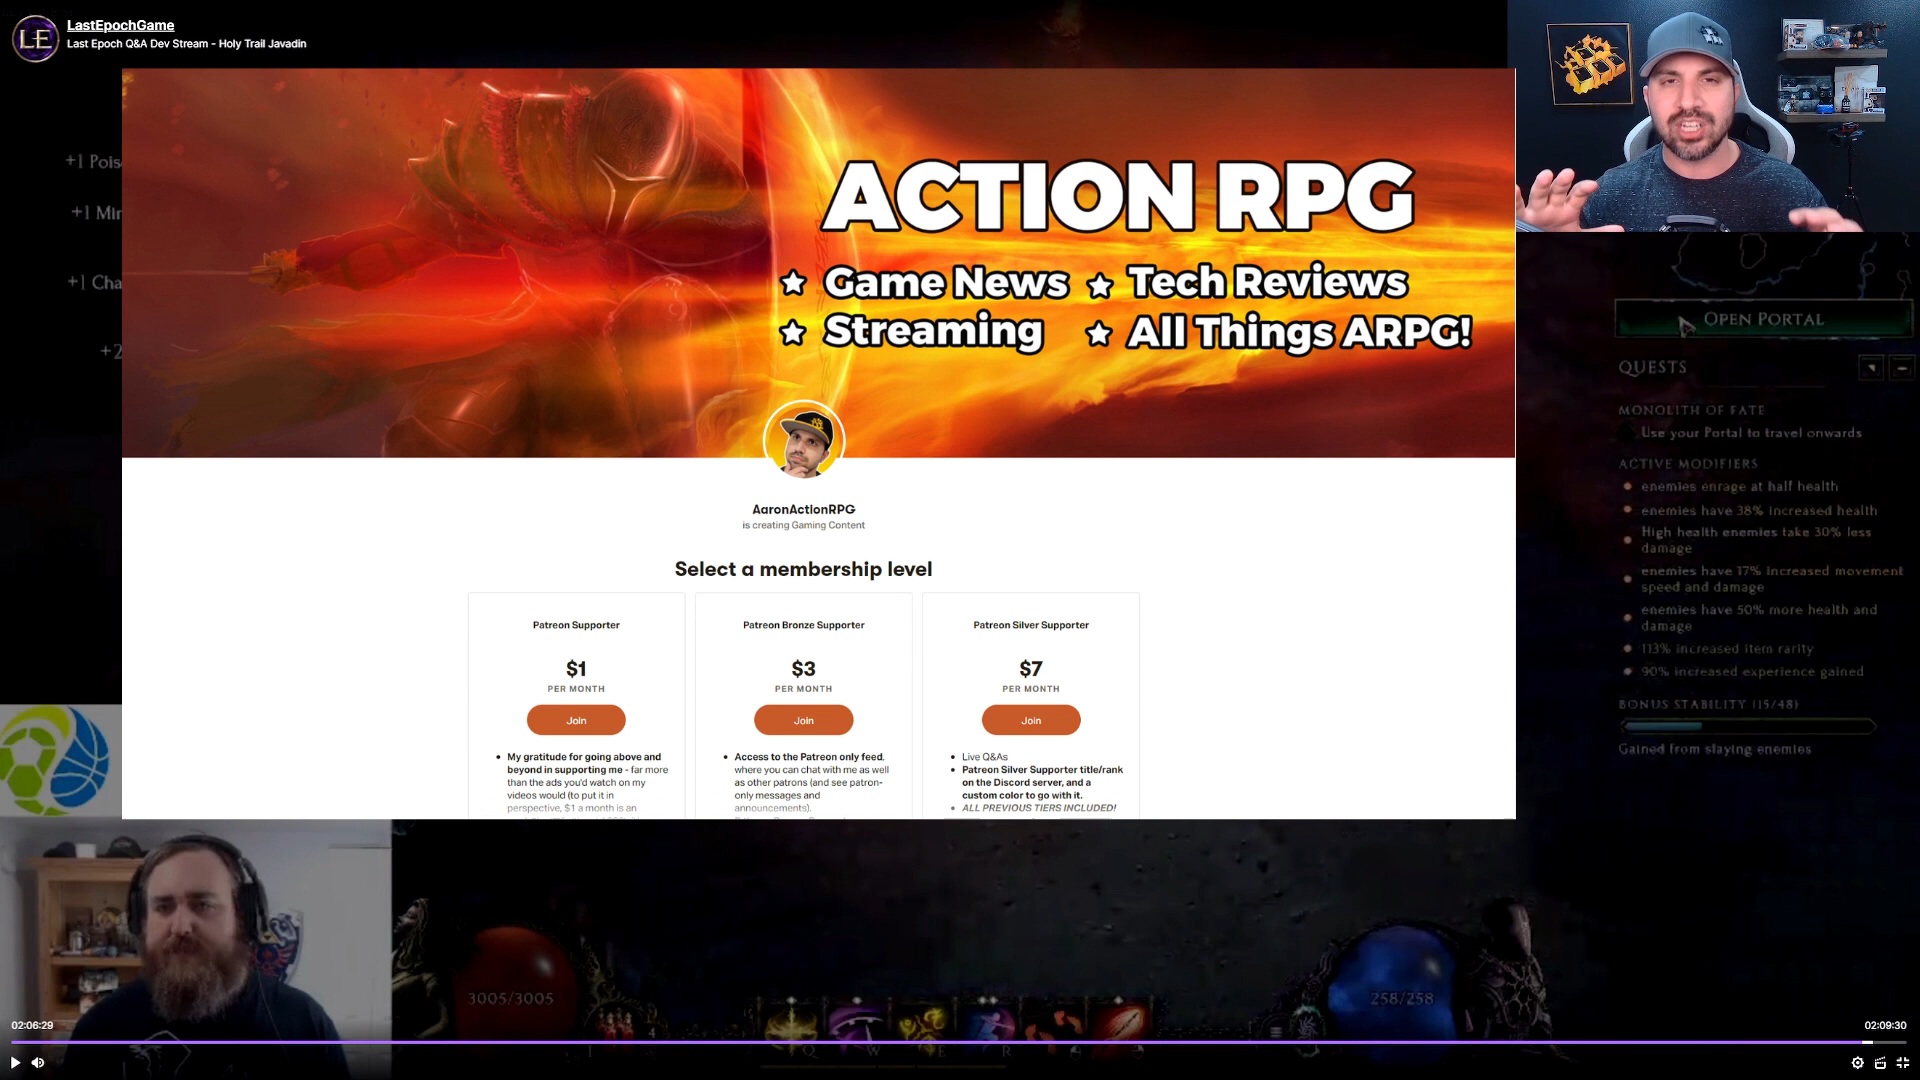 LE
LastEpochGame
Last Epoch Q&A Dev Stream - Holy Trail Javadin
+1 Pois
+1 Min
+1 Cha
+2
ACTION RPG
Game News
Tech Reviews
Streaming
All Things ARPG!
AaronActionRPG
is creating Gaming Content
Select a membership level
Patreon Supporter
$1
PER MONTH
Join
My gratitude for going above and
beyond in supporting me - far more
than the ads you'd watch on my
videos would (to put it in
perspective, $1 a month is an
Patreon Bronze Supporter
$3
PER MONTH
Join
Access to the Patreon only feed,
where you can chat with me as well
as other patrons (and see patron-
only messages and
announcements).
Patreon Silver Supporter
$7
PER MONTH
Join
Live Q&As
Patreon Silver Supporter title/rank
on the Discord server, and a
custom color to go with it.
ALL PREVIOUS TIERS INCLUDED!
OPEN PORTAL
QUESTS
MONOLITH OF FATE
Use your Portal to travel onwards
ACTIVE MODIFIERS
enemies enrage at half health
enemies have 38% increased health
High health enemies take 30% less
damage
enemies have 17% increased movement
speed and damage
enemies have 50% more health and
damage
113% increased item rarity
90% increased experience gained
BONUS STABILITY (15/48)
Gained from slaying enemies
3005/3005
4
258/258
Q
W
E
R
02:06:29
02:09:30